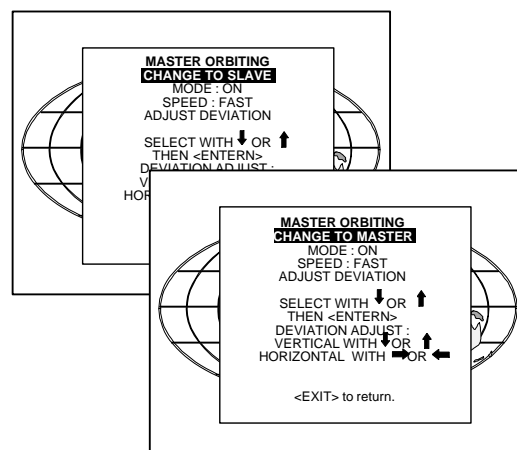 MASTER ORBITING
CHANGE TO SLAVE
MODE : ON
SPEED : FAST
ADJUST DEVIATION
SELECT WITH OR
THEN <ENTERN>
DEVIATION ADJUST :
MASTER ORBITING
CHANGE TO MASTER
MODE : ON
SPEED : FAST
ADJUST DEVIATION
SELECT WITH OR
THEN <ENTERN>
DEVIATION ADJUST :
VERTICAL WITH OR
HORIZONTAL WITH OR
<EXIT> to return.